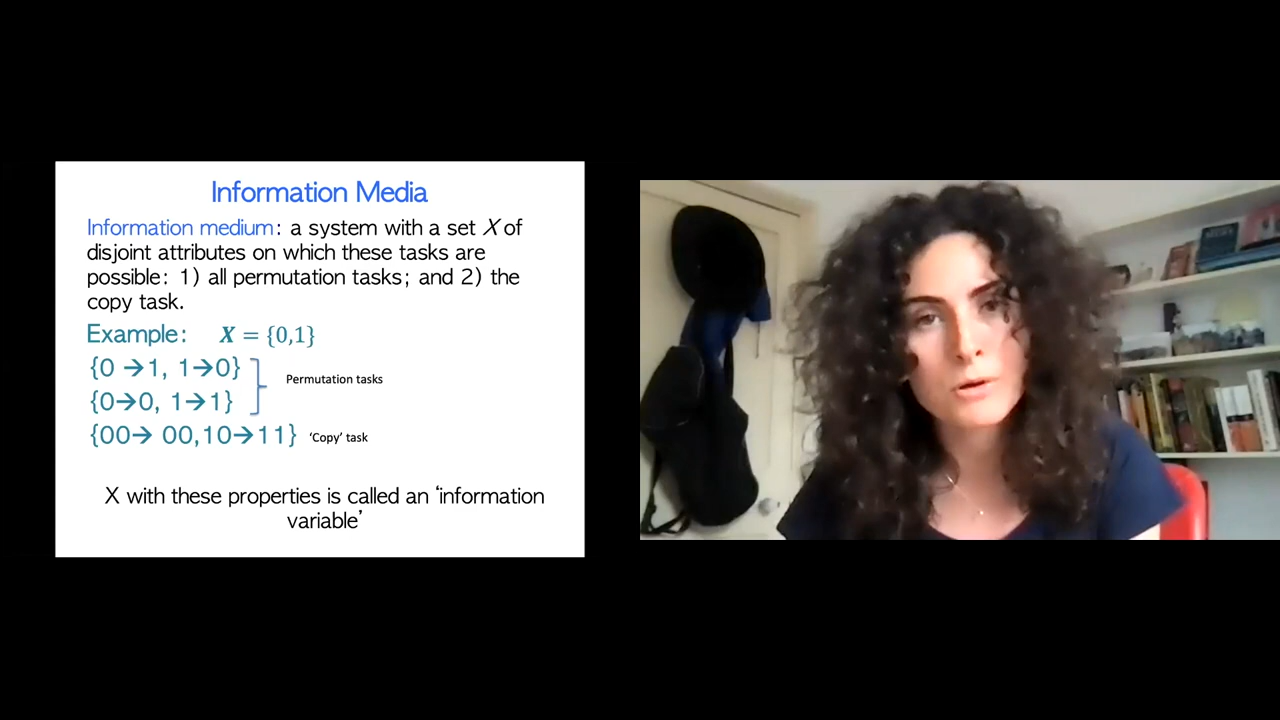 Information Media
Information medium: a system with a set X of
disjoint attributes on which these tasks are
possible: 1) all permutation tasks; and 2) the
copy task.
Example: X = {0,1}
{0 →1, 1→0}
Permutation tasks
{0→0, 1→1}
{00→ 00,10→11} ‘Copy’ task
X with these properties is called an ‘information
variable’